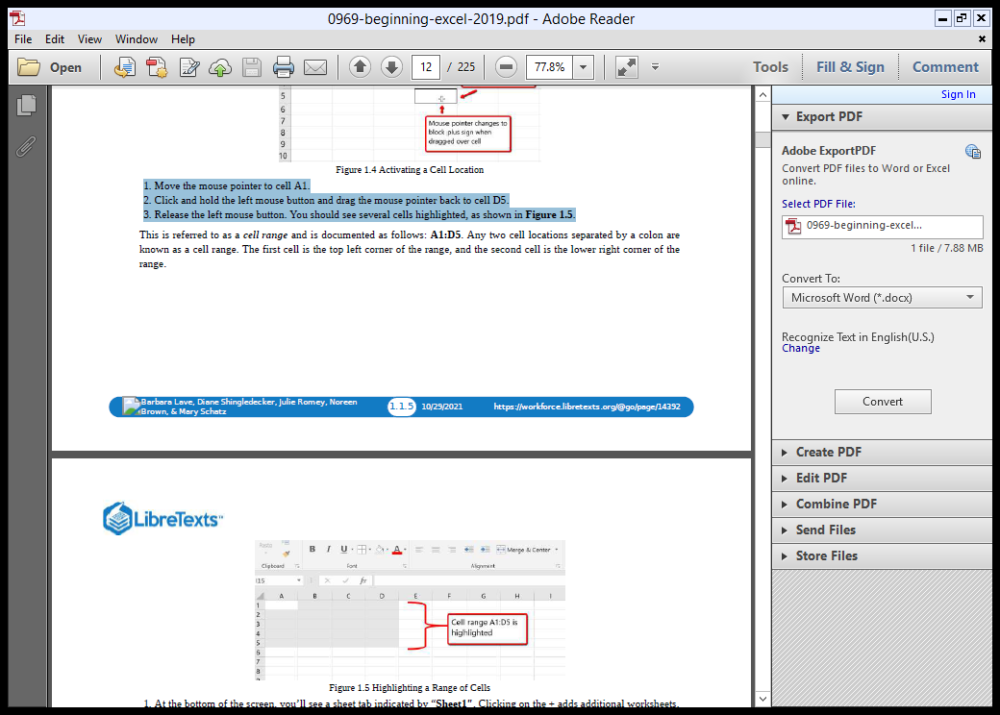 0969-beginning-excel-2019.pdf - Adobe Reader
File Edit View Window Help
Open 12 / 225 77.8% Tools Fill & Sign Comment
Sign In
5
6
7
8
9
10
Mouse pointer changes to
block plus sign when
dragged over cell
Figure 1.4 Activating a Cell Location
1. Move the mouse pointer to cell A1.
2. Click and hold the left mouse button and drag the mouse pointer back to cell D5.
3. Release the left mouse button. You should see several cells highlighted, as shown in Figure 1.5.
This is referred to as a cell range and is documented as follows: A1:D5. Any two cell locations separated by a colon are
known as a cell range. The first cell is the top left corner of the range, and the second cell is the lower right corner of the
range.
Barbara Lave, Diane Shingledecker, Julie Romey, Noreen
Brown, & Mary Schatz
1.1.5 10/29/2021 https://workforce.libretexts.org/@go/page/14392
LibreTexts™
B I U A Merge & Center
Clipboard Font Alignment
I15 fx
A B C D E F G H I
1
2
3
4
5
6
7
8
Cell range A1:D5 is
highlighted
Figure 1.5 Highlighting a Range of Cells
1. At the bottom of the screen, you'll see a sheet tab indicated by "Sheet1". Clicking on the + adds additional worksheets.
Export PDF
Adobe ExportPDF
Convert PDF files to Word or Excel
online.
Select PDF File:
0969-beginning-excel...
1 file / 7.88 MB
Convert To:
Microsoft Word (*.docx)
Recognize Text in English(U.S.)
Change
Convert
Create PDF
Edit PDF
Combine PDF
Send Files
Store Files